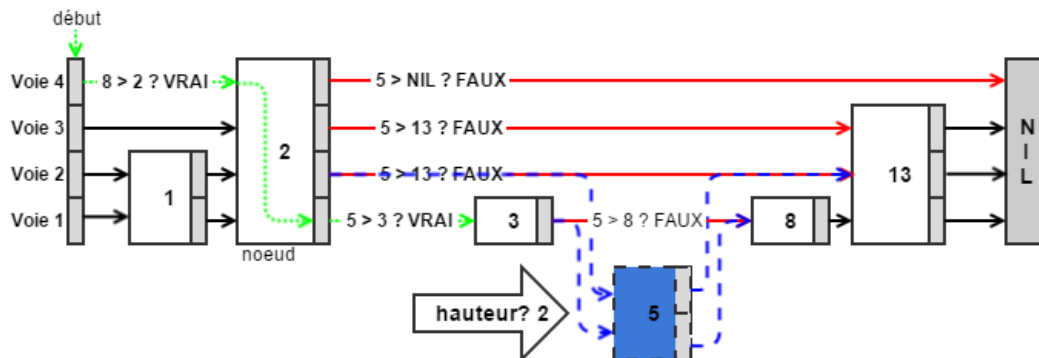 début
Voie 4 8 > 2 ? VRAI 5 > NIL ? FAUX
Voie 3 5 > 13 ? FAUX
Voie 2 5 > 13 ? FAUX
Voie 1 5 > 3 ? VRAI 3 5 > 8 ? FAUX 8
1
2
13
NIL
noeud
hauteur? 2
5